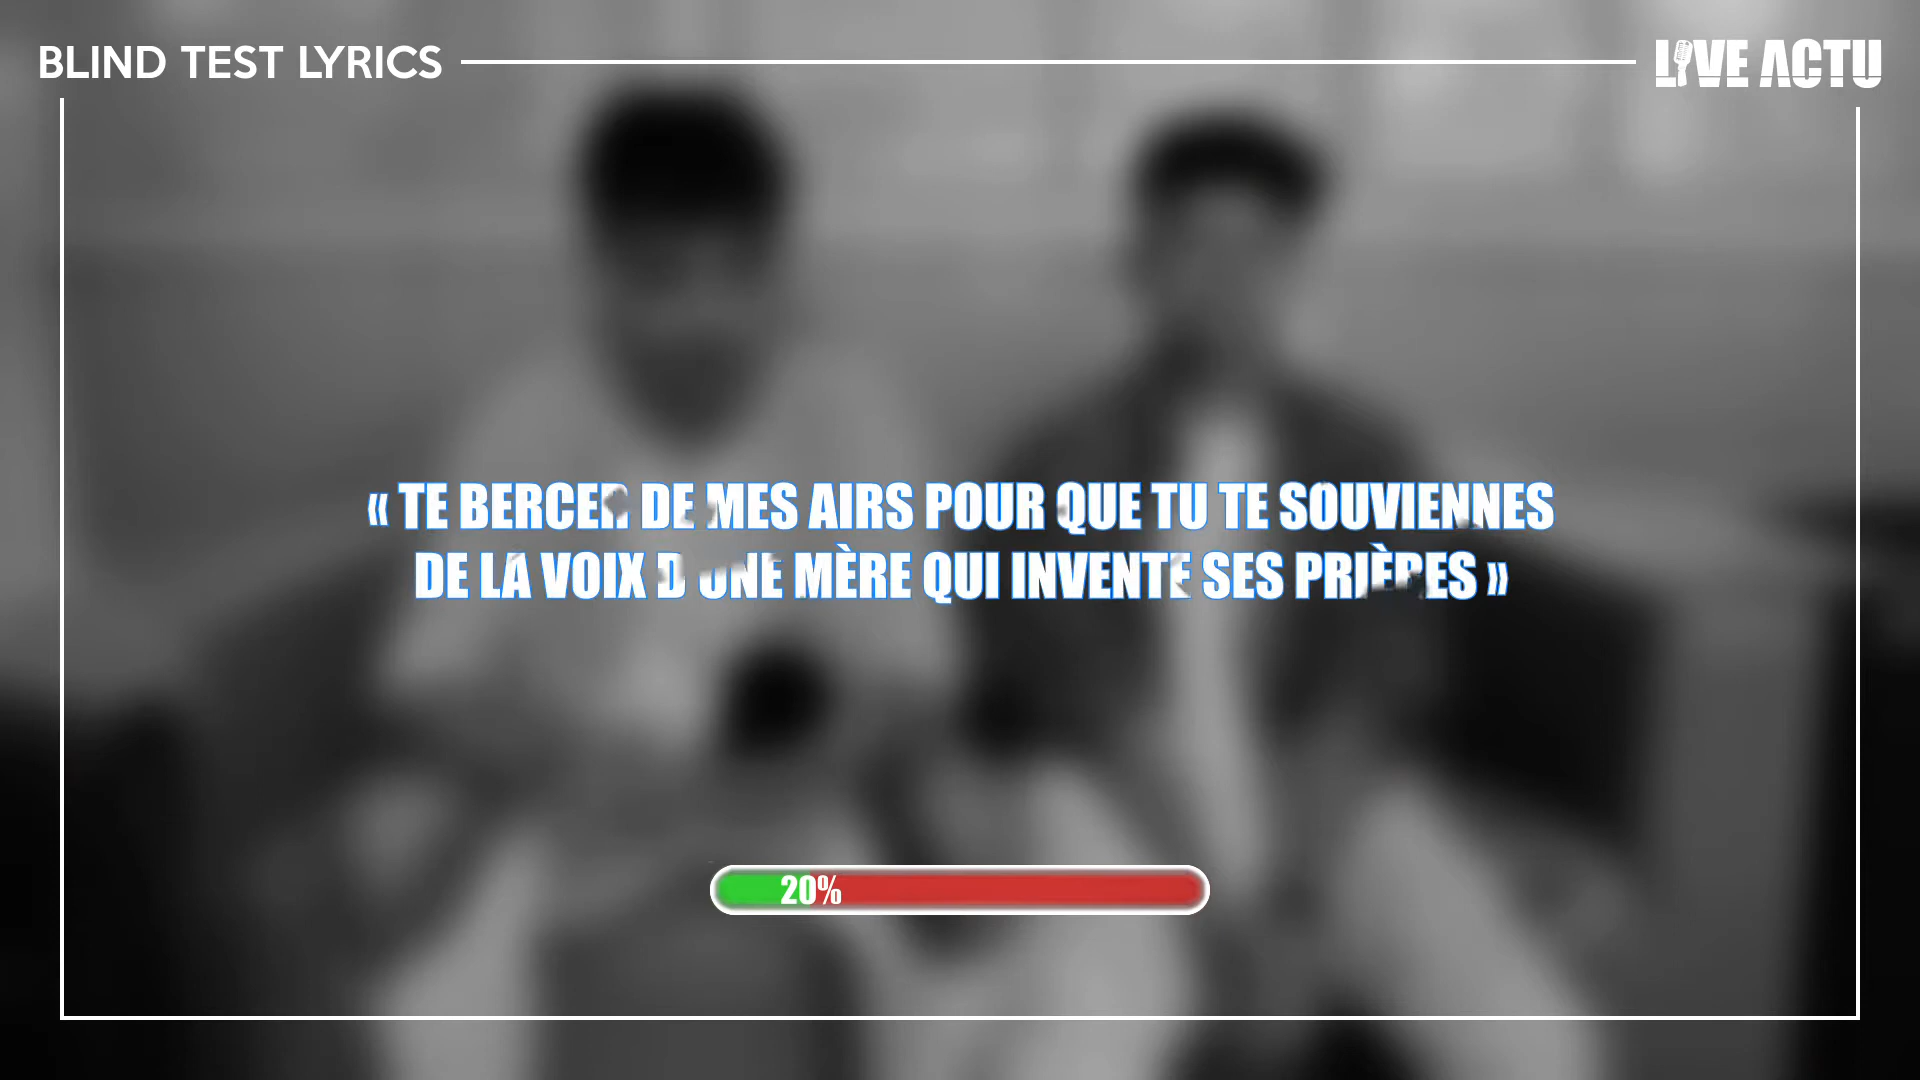 BLIND TEST LYRICS
LIVE ACTU
« TE BERCER DE MES AIRS POUR QUE TU TE SOUVIENNES
DE LA VOIX D UNE MÈRE QUI INVENTE SES PRIÈRES »
20%